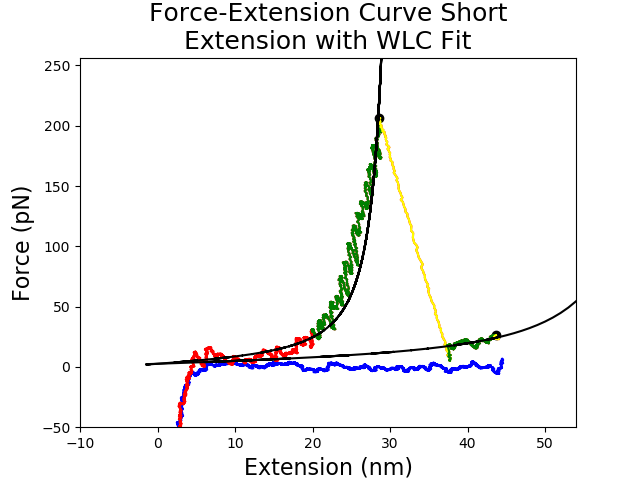 Force-Extension Curve Short
Extension with WLC Fit
250
200
150
100
50
0
−50
Force (pN)
−10 0 10 20 30 40 50
Extension (nm)